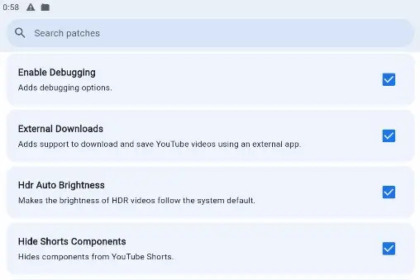 0:58
Search patches
Enable Debugging
Adds debugging options.
External Downloads
Adds support to download and save YouTube videos using an external app.
Hdr Auto Brightness
Makes the brightness of HDR videos follow the system default.
Hide Shorts Components
Hides components from YouTube Shorts.